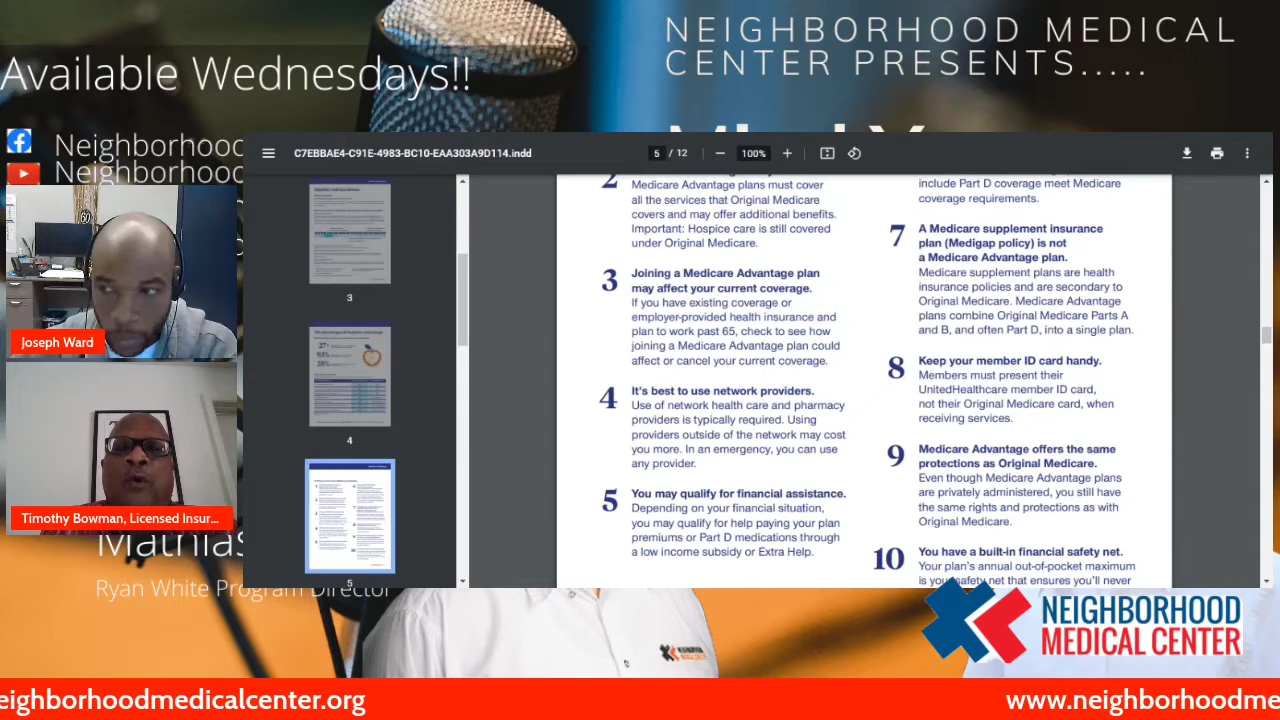 NEIGHBORHOOD MEDICAL
CENTER PRESENTS.....
Available Wednesdays!!
Neighborhood
Neighborhood
C7EBBAE4-C91E-4983-BC10-EAA303A9D114.indd
5 / 12
100%
3
4
5
2
Medicare Advantage plans must cover
all the services that Original Medicare
covers and may offer additional benefits.
Important: Hospice care is still covered
under Original Medicare.
3 Joining a Medicare Advantage plan
may affect your current coverage.
If you have existing coverage or
employer-provided health insurance and
plan to work past 65, check to see how
joining a Medicare Advantage plan could
affect or cancel your current coverage.
4 It's best to use network providers.
Use of network health care and pharmacy
providers is typically required. Using
providers outside of the network may cost
you more. In an emergency, you can use
any provider.
5 You may qualify for financial assistance.
Depending on your financial situation,
you may qualify for help paying your plan
premiums or Part D medications through
a low income subsidy or Extra Help.
include Part D coverage meet Medicare
coverage requirements.
7 A Medicare supplement insurance
plan (Medigap policy) is not
a Medicare Advantage plan.
Medicare supplement plans are health
insurance policies and are secondary to
Original Medicare. Medicare Advantage
plans combine Original Medicare Parts A
and B, and often Part D, into a single plan.
8 Keep your member ID card handy.
Members must present their
UnitedHealthcare member ID card,
not their Original Medicare card, when
receiving services.
9 Medicare Advantage offers the same
protections as Original Medicare.
Even though Medicare Advantage plans
are privately administered, you still have
the same rights and protections as with
Original Medicare.
10 You have a built-in financial safety net.
Your plan's annual out-of-pocket maximum
is your safety net that ensures you'll never
60
Joseph Ward
Timothy Bowman, Licensed Insur...
Mathias
Ryan White Program Director
NEIGHBORHOOD
MEDICAL CENTER
eighborhoodmedicalcenter.org
www.neighborhoodme